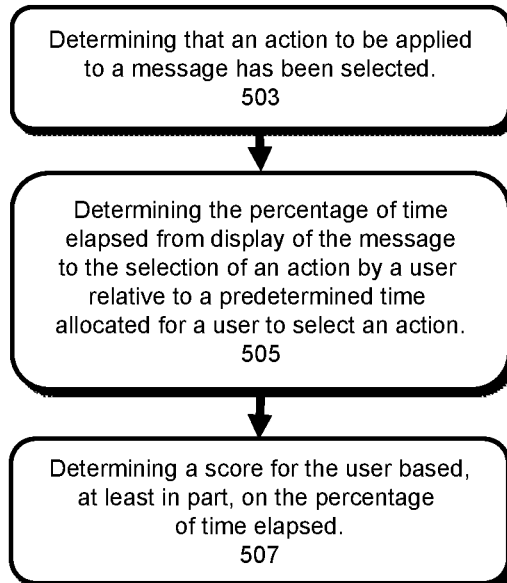 Determining that an action to be applied
to a message has been selected.
503
Determining the percentage of time
elapsed from display of the message
to the selection of an action by a user
relative to a predetermined time
allocated for a user to select an action.
505
Determining a score for the user based,
at least in part, on the percentage
of time elapsed.
507